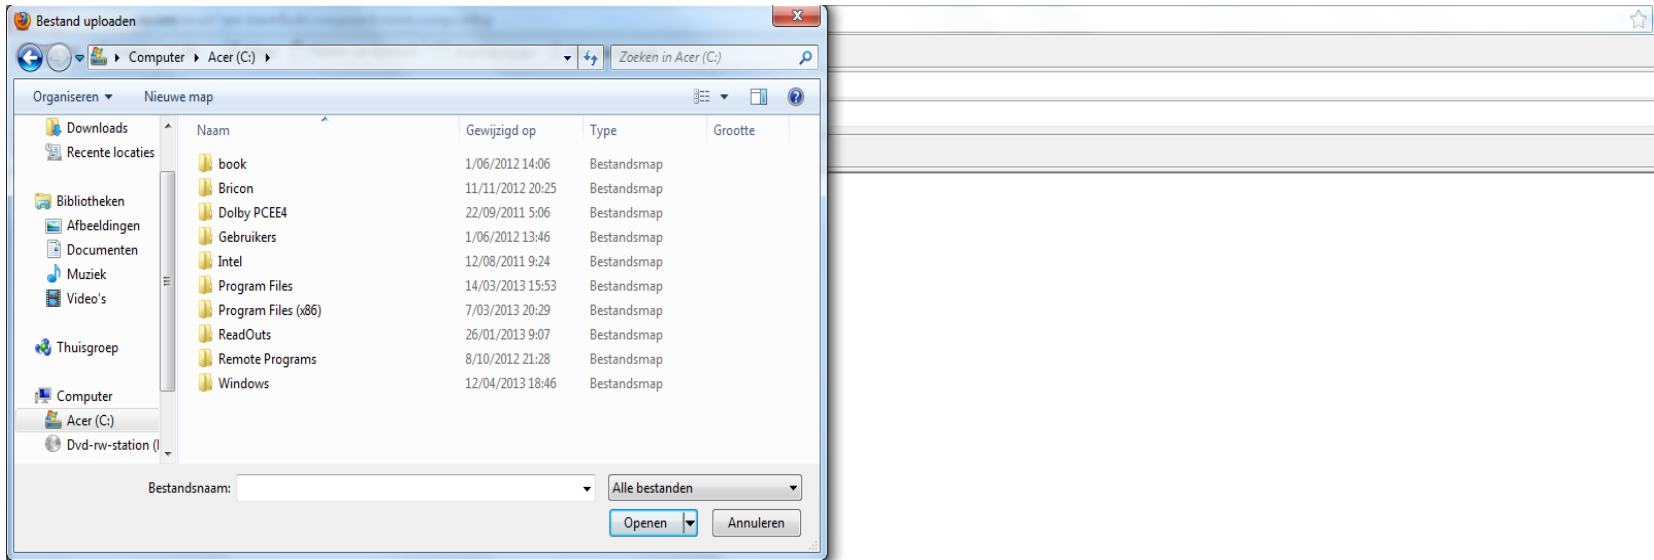 Bestand uploaden
Computer Acer (C:) Zoeken in Acer (C:)
Organiseren Nieuwe map
Downloads
Recente locaties
Bibliotheken
Afbeeldingen
Documenten
Muziek
Video's
Thuisgroep
Computer
Acer (C:)
Dvd-rw-station (
Naam Gewijzigd op Type Grootte
book 1/06/2012 14:06 Bestandsmap
Bricon 11/11/2012 20:25 Bestandsmap
Dolby PCEE4 22/09/2011 5:06 Bestandsmap
Gebruikers 1/06/2012 13:46 Bestandsmap
Intel 12/08/2011 9:24 Bestandsmap
Program Files 14/03/2013 15:53 Bestandsmap
Program Files (x86) 7/03/2013 20:29 Bestandsmap
ReadOuts 26/01/2013 9:07 Bestandsmap
Remote Programs 8/10/2012 21:28 Bestandsmap
Windows 12/04/2013 18:46 Bestandsmap
Bestandsnaam: Alle bestanden
Openen Annuleren